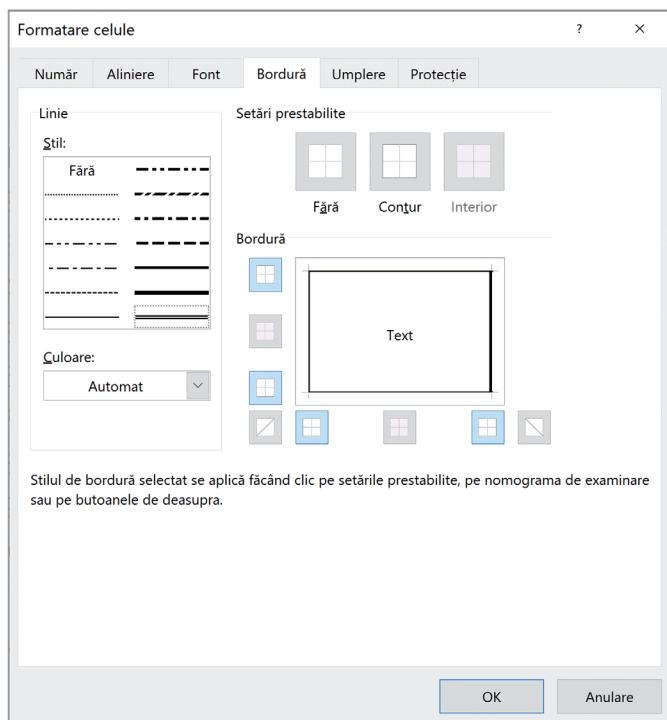 Formatare celule ? ×
Număr Aliniere Font Bordură Umplere Protecție
Linie
Stil:
Fără
Culoare:
Automat
Setări prestabilite
Fără Contur Interior
Bordură
Text
Stilul de bordură selectat se aplică făcând clic pe setările prestabilite, pe nomograma de examinare
sau pe butoanele de deasupra.
OK Anulare